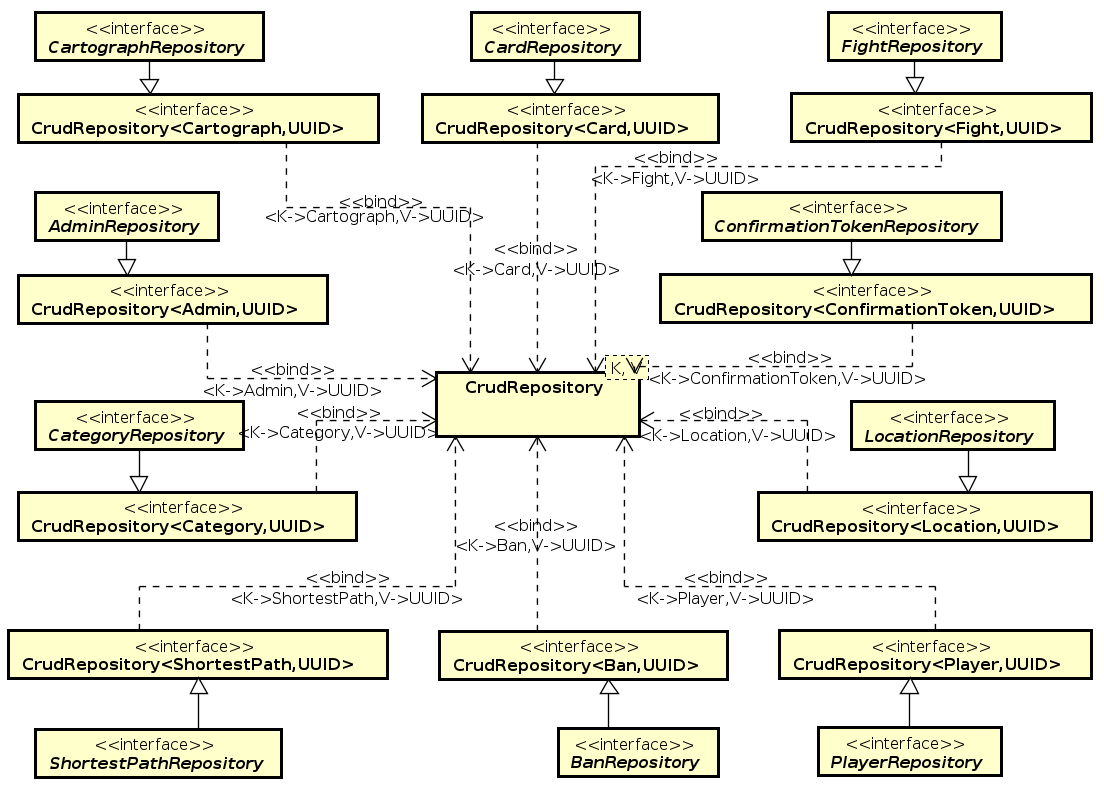 <<interface>>
CartographRepository
<<interface>>
CardRepository
<<interface>>
FightRepository
<<interface>>
CrudRepository<Cartograph,UUID>
<<interface>>
CrudRepository<Card,UUID>
<<interface>>
CrudRepository<Fight,UUID>
<<bind>>
<K->Fight,V->UUID>
<<bind>>
<K->Cartograph,V->UUID>
<<interface>>
AdminRepository
<<interface>>
ConfirmationTokenRepository
<<bind>>
<K->Card,V->UUID>
<<interface>>
CrudRepository<Admin,UUID>
<<interface>>
CrudRepository<ConfirmationToken,UUID>
<<bind>>
<K->Admin,V->UUID>
K, V
CrudRepository
<<bind>>
<K->ConfirmationToken,V->UUID>
<<interface>>
CategoryRepository
<<bind>>
<K->Category,V->UUID>
<<bind>>
<K->Location,V->UUID>
<<interface>>
LocationRepository
<<interface>>
CrudRepository<Category,UUID>
<<interface>>
CrudRepository<Location,UUID>
<<bind>>
<K->Ban,V->UUID>
<<bind>>
<K->ShortestPath,V->UUID>
<<bind>>
<K->Player,V->UUID>
<<interface>>
CrudRepository<ShortestPath,UUID>
<<interface>>
CrudRepository<Ban,UUID>
<<interface>>
CrudRepository<Player,UUID>
<<interface>>
ShortestPathRepository
<<interface>>
BanRepository
<<interface>>
PlayerRepository